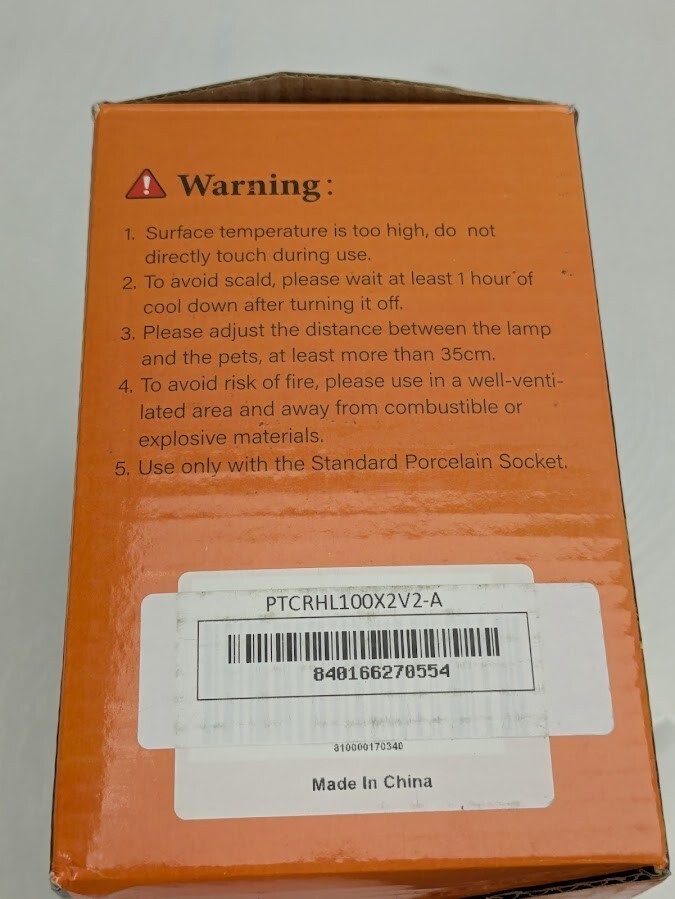 Warning:
1. Surface temperature is too high, do not
directly touch during use.
2. To avoid scald, please wait at least 1 hour of
cool down after turning it off.
3. Please adjust the distance between the lamp
and the pets, at least more than 35cm.
4. To avoid risk of fire, please use in a well-venti-
lated area and away from combustible or
explosive materials.
5. Use only with the Standard Porcelain Socket.
PTCRHL100X2V2-A
840166270554
810000170340
Made In China